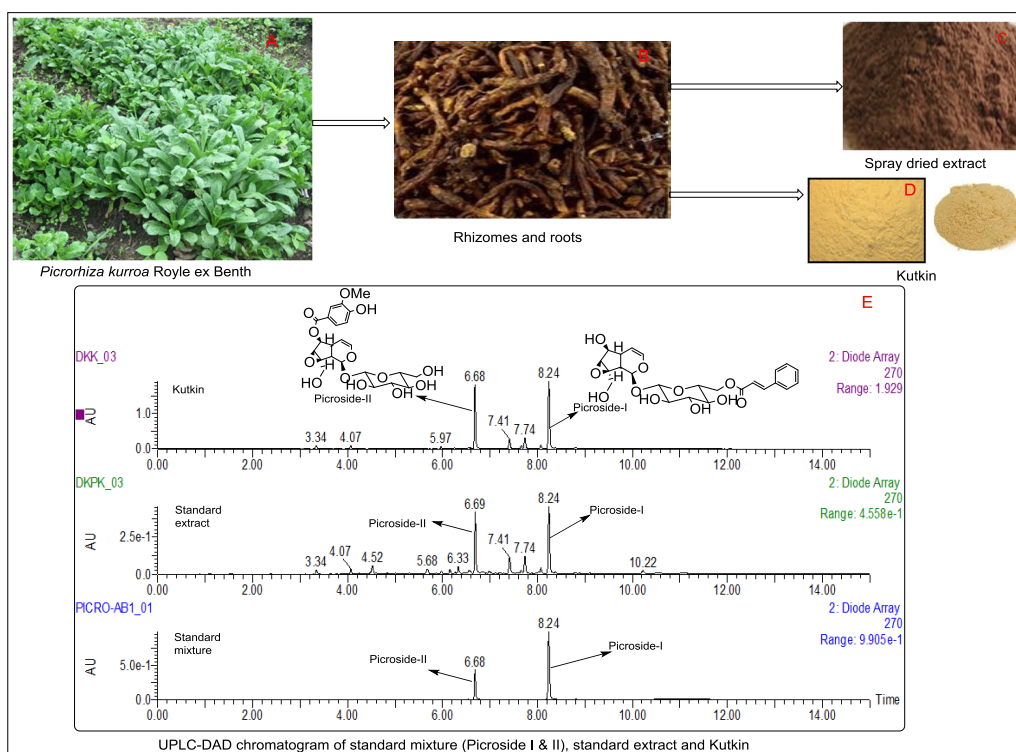 A
B
C
Spray dried extract
D
Rhizomes and roots
Picrorhiza kurroa Royle ex Benth
Kutkin
E
OMe
OH
O
O
H
O
O
H
HO
O
O
OH
HO
OH
OH
Picroside-II
HO
H
O
O
H
HO
O
O
HO
OH
OH
O
O
Picroside-I
DKK_03
2: Diode Array
270
Range: 1.929
Kutkin
6.68
8.24
7.41
7.74
3.34
4.07
5.97
AU
1.0
0.0
0.00 2.00 4.00 6.00 8.00 10.00 12.00 14.00
DKPK_03
2: Diode Array
270
Range: 4.558e-1
Standard
extract
Picroside-II
6.69
8.24
Picroside-I
7.41
7.74
3.34
4.07
4.52
5.68
6.33
10.22
AU
2.5e-1
0.0
0.00 2.00 4.00 6.00 8.00 10.00 12.00 14.00
PICRO-AB1_01
2: Diode Array
270
Range: 9.905e-1
Standard
mixture
Picroside-II
6.68
8.24
Picroside-I
AU
5.0e-1
0.0
Time
0.00 2.00 4.00 6.00 8.00 10.00 12.00 14.00
UPLC-DAD chromatogram of standard mixture (Picroside I & II), standard extract and Kutkin